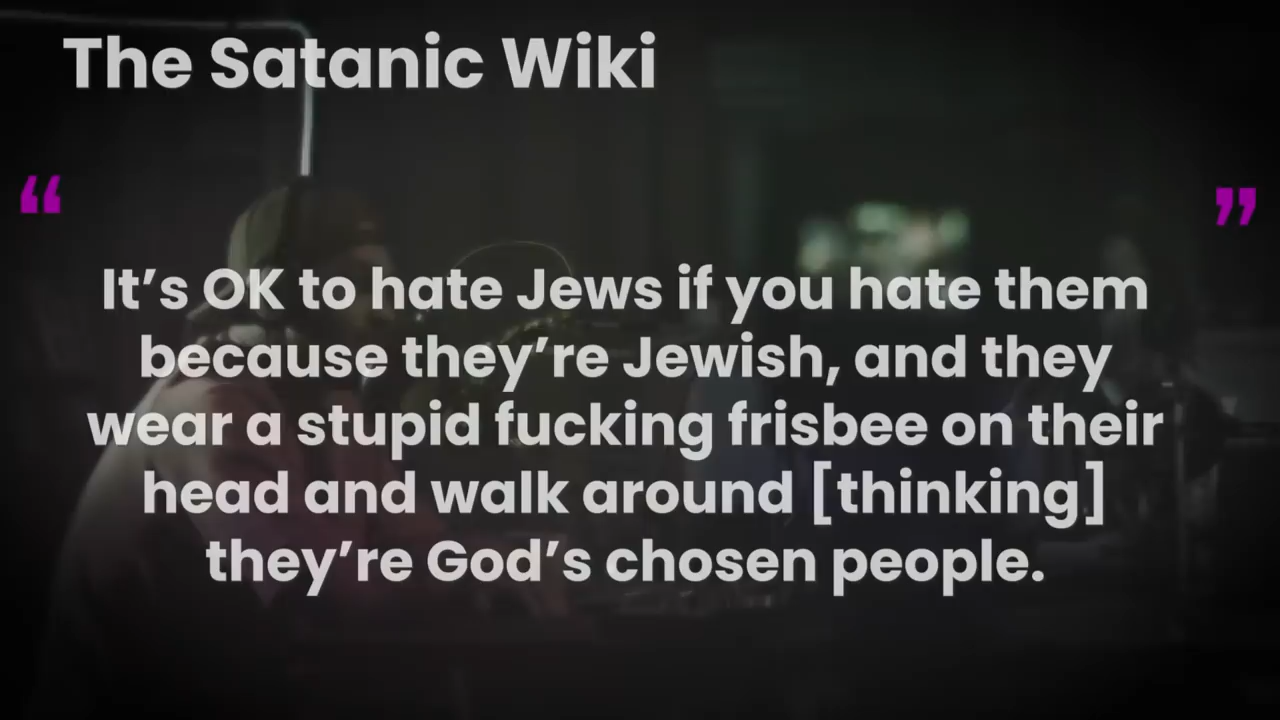 The Satanic Wiki
“ ”
It’s OK to hate Jews if you hate them
because they’re Jewish, and they
wear a stupid fucking frisbee on their
head and walk around [thinking]
they’re God’s chosen people.